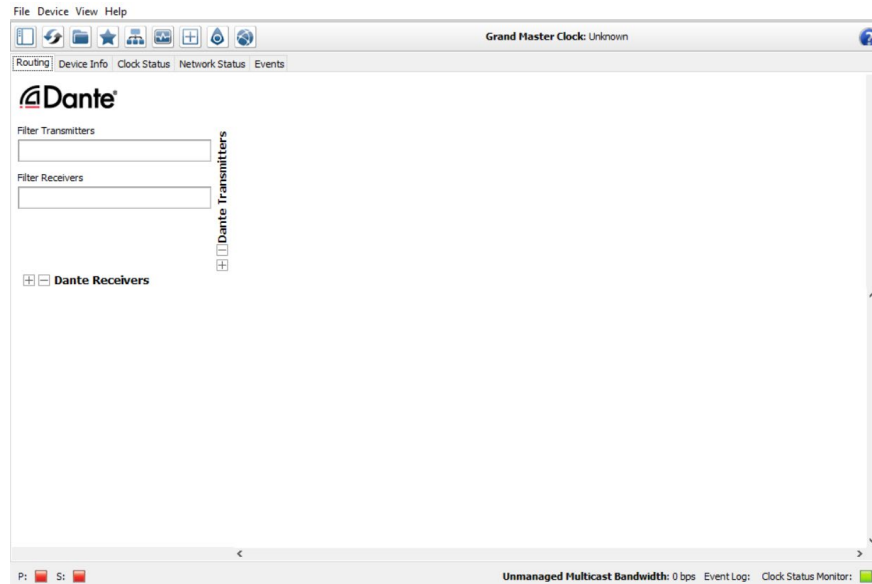 File Device View Help
Grand Master Clock: Unknown
Routing Device Info Clock Status Network Status Events
Dante®
Filter Transmitters
Filter Receivers
Dante Transmitters
Dante Receivers
P: S: Unmanaged Multicast Bandwidth: 0 bps Event Log: Clock Status Monitor: